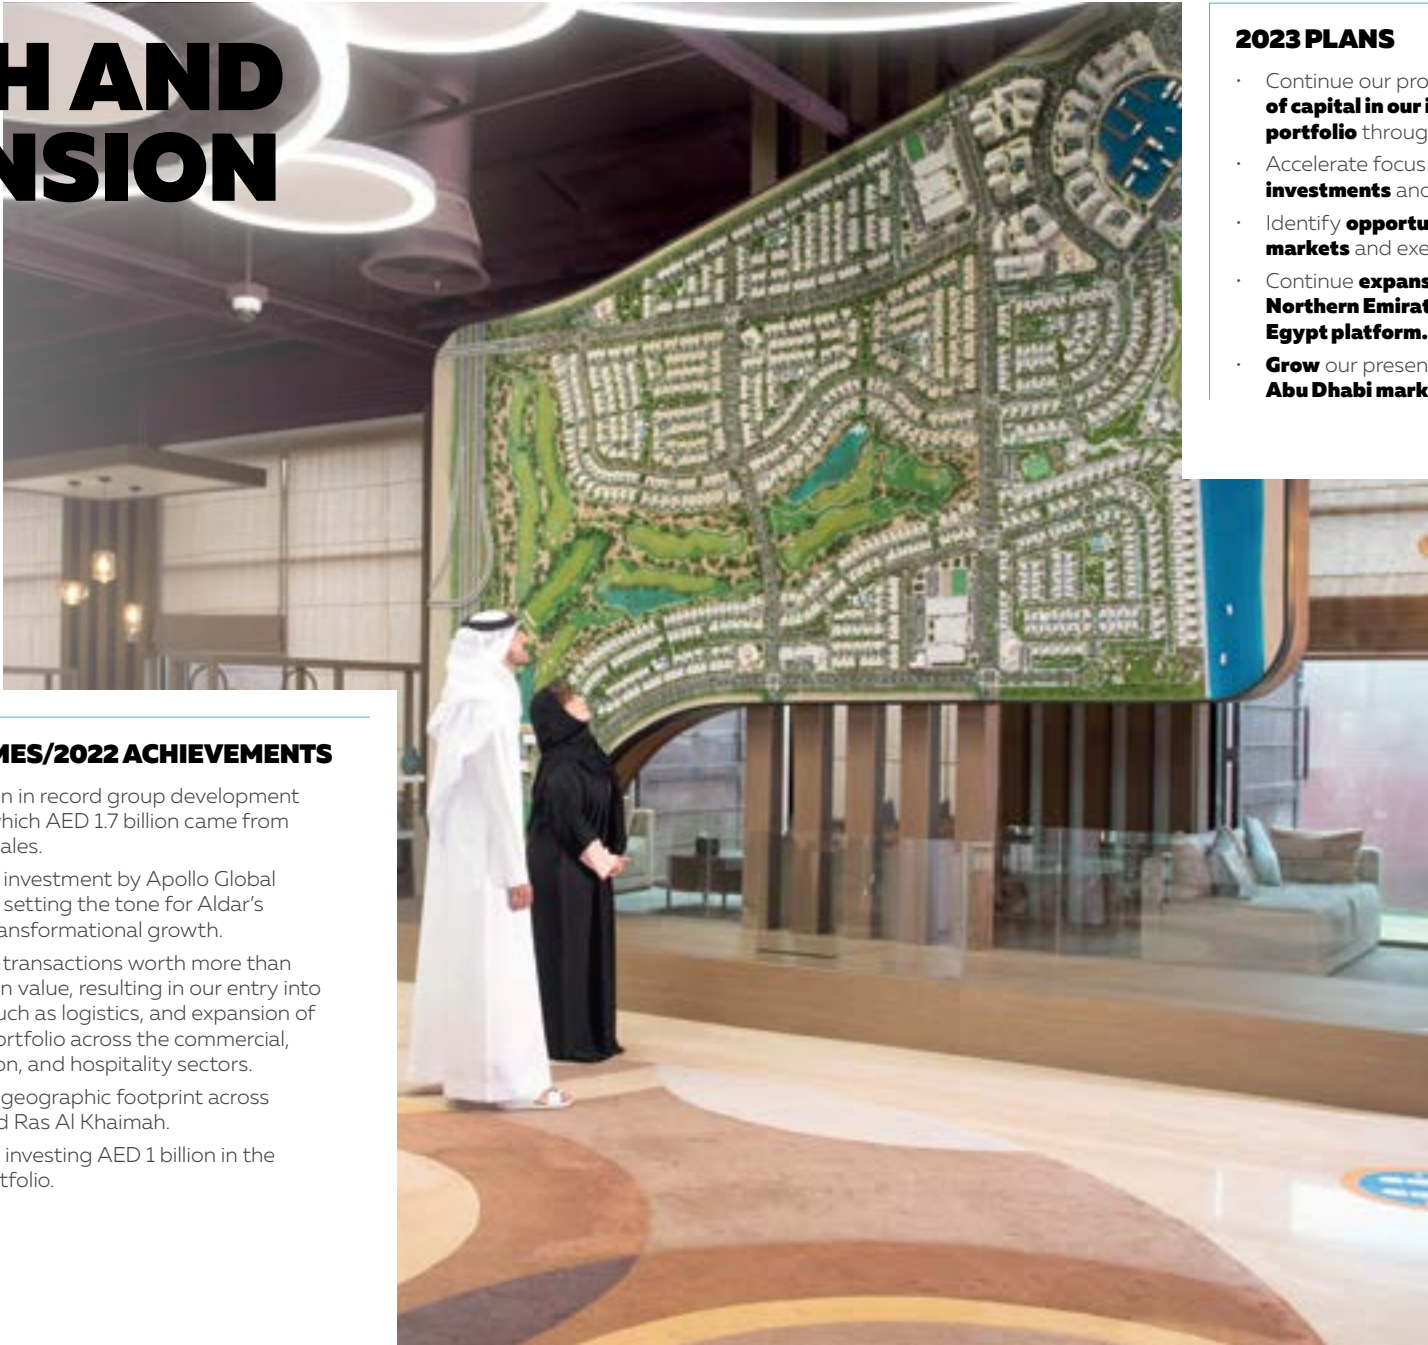 H AND
NSION
2023 PLANS
· Continue our pro
of capital in our i
portfolio throug
· Accelerate focus
investments and
· Identify opportu
markets and exe
· Continue expans
Northern Emirat
Egypt platform.
· Grow our presen
Abu Dhabi mark
MES/2022 ACHIEVEMENTS
n in record group development
which AED 1.7 billion came from
ales.
investment by Apollo Global
setting the tone for Aldar’s
ansformational growth.
transactions worth more than
n value, resulting in our entry into
uch as logistics, and expansion of
ortfolio across the commercial,
on, and hospitality sectors.
geographic footprint across
d Ras Al Khaimah.
investing AED 1 billion in the
tfolio.